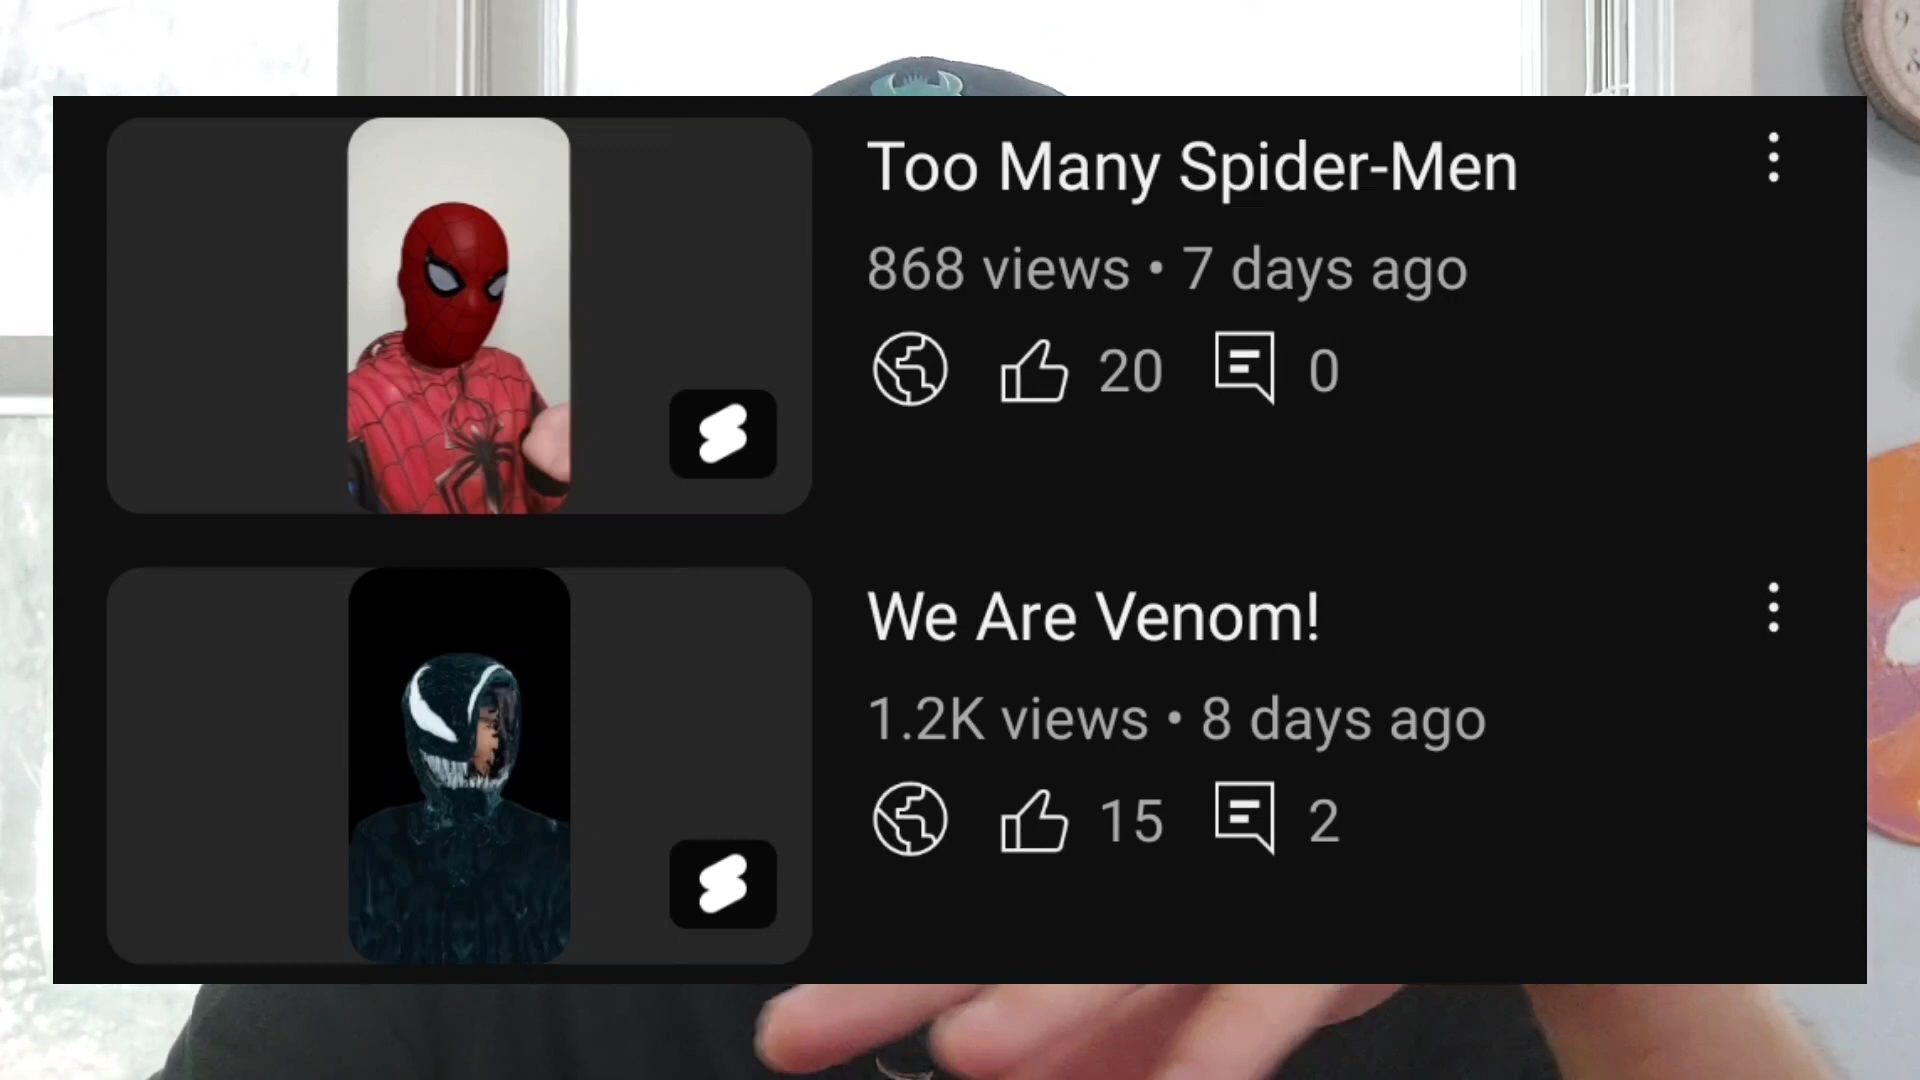 Too Many Spider-Men
868 views • 7 days ago
20 0
We Are Venom!
1.2K views • 8 days ago
15 2